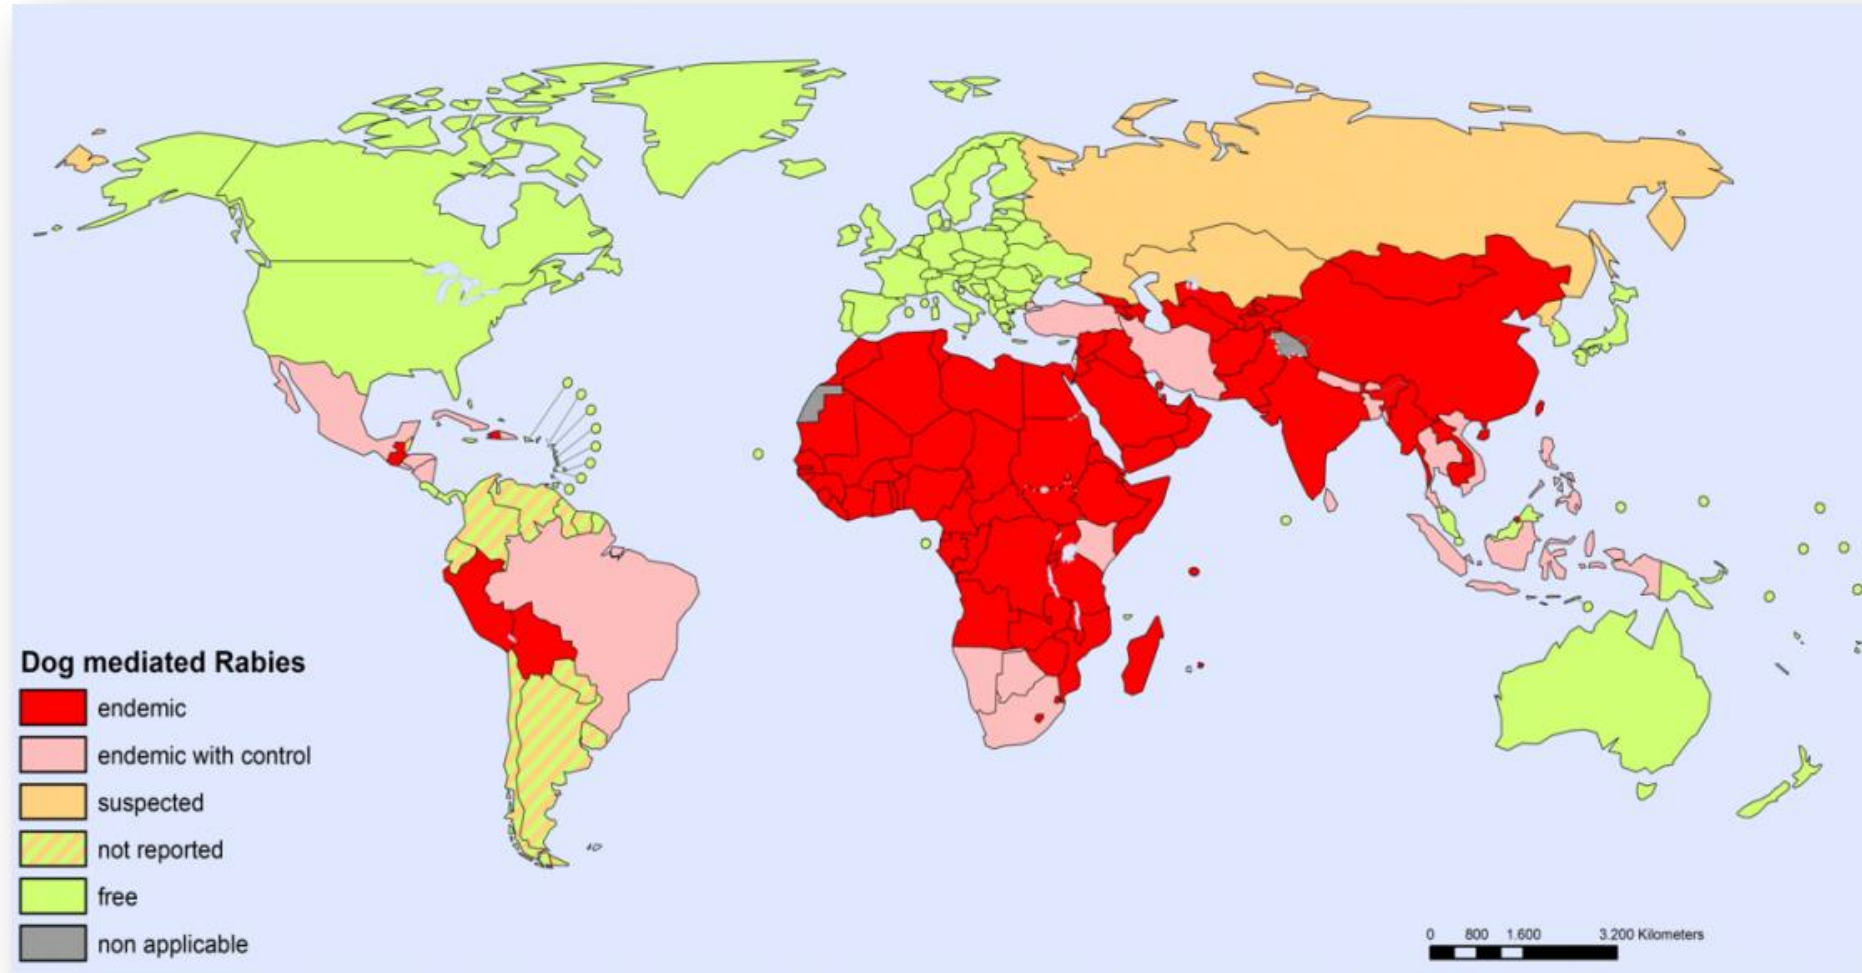 Dog mediated Rabies
endemic
endemic with control
suspected
not reported
free
non applicable
0 800 1.600 3.200 Kilometers